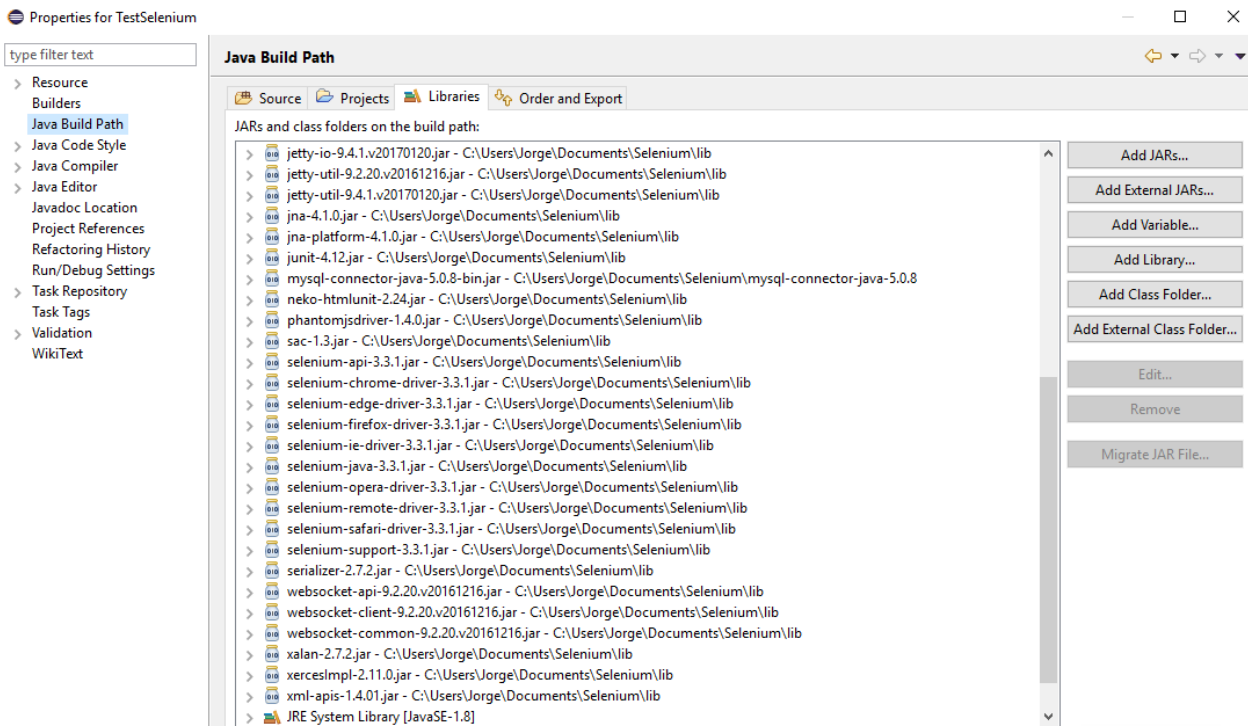 Properties for TestSelenium
type filter text
Resource
Builders
Java Build Path
Java Code Style
Java Compiler
Java Editor
Javadoc Location
Project References
Refactoring History
Run/Debug Settings
Task Repository
Task Tags
Validation
WikiText
Java Build Path
Source Projects Libraries Order and Export
JARs and class folders on the build path:
jetty-io-9.4.1.v20170120.jar - C:\Users\Jorge\Documents\Selenium\lib
jetty-util-9.2.20.v20161216.jar - C:\Users\Jorge\Documents\Selenium\lib
jetty-util-9.4.1.v20170120.jar - C:\Users\Jorge\Documents\Selenium\lib
jna-4.1.0.jar - C:\Users\Jorge\Documents\Selenium\lib
jna-platform-4.1.0.jar - C:\Users\Jorge\Documents\Selenium\lib
junit-4.12.jar - C:\Users\Jorge\Documents\Selenium\lib
mysql-connector-java-5.0.8-bin.jar - C:\Users\Jorge\Documents\Selenium\mysql-connector-java-5.0.8
neko-htmlunit-2.24.jar - C:\Users\Jorge\Documents\Selenium\lib
phantomjsdriver-1.4.0.jar - C:\Users\Jorge\Documents\Selenium\lib
sac-1.3.jar - C:\Users\Jorge\Documents\Selenium\lib
selenium-api-3.3.1.jar - C:\Users\Jorge\Documents\Selenium\lib
selenium-chrome-driver-3.3.1.jar - C:\Users\Jorge\Documents\Selenium\lib
selenium-edge-driver-3.3.1.jar - C:\Users\Jorge\Documents\Selenium\lib
selenium-firefox-driver-3.3.1.jar - C:\Users\Jorge\Documents\Selenium\lib
selenium-ie-driver-3.3.1.jar - C:\Users\Jorge\Documents\Selenium\lib
selenium-java-3.3.1.jar - C:\Users\Jorge\Documents\Selenium\lib
selenium-opera-driver-3.3.1.jar - C:\Users\Jorge\Documents\Selenium\lib
selenium-remote-driver-3.3.1.jar - C:\Users\Jorge\Documents\Selenium\lib
selenium-safari-driver-3.3.1.jar - C:\Users\Jorge\Documents\Selenium\lib
selenium-support-3.3.1.jar - C:\Users\Jorge\Documents\Selenium\lib
serializer-2.7.2.jar - C:\Users\Jorge\Documents\Selenium\lib
websocket-api-9.2.20.v20161216.jar - C:\Users\Jorge\Documents\Selenium\lib
websocket-client-9.2.20.v20161216.jar - C:\Users\Jorge\Documents\Selenium\lib
websocket-common-9.2.20.v20161216.jar - C:\Users\Jorge\Documents\Selenium\lib
xalan-2.7.2.jar - C:\Users\Jorge\Documents\Selenium\lib
xercesImpl-2.11.0.jar - C:\Users\Jorge\Documents\Selenium\lib
xml-apis-1.4.01.jar - C:\Users\Jorge\Documents\Selenium\lib
JRE System Library [JavaSE-1.8]
Add JARs...
Add External JARs...
Add Variable...
Add Library...
Add Class Folder...
Add External Class Folder...
Edit...
Remove
Migrate JAR File...